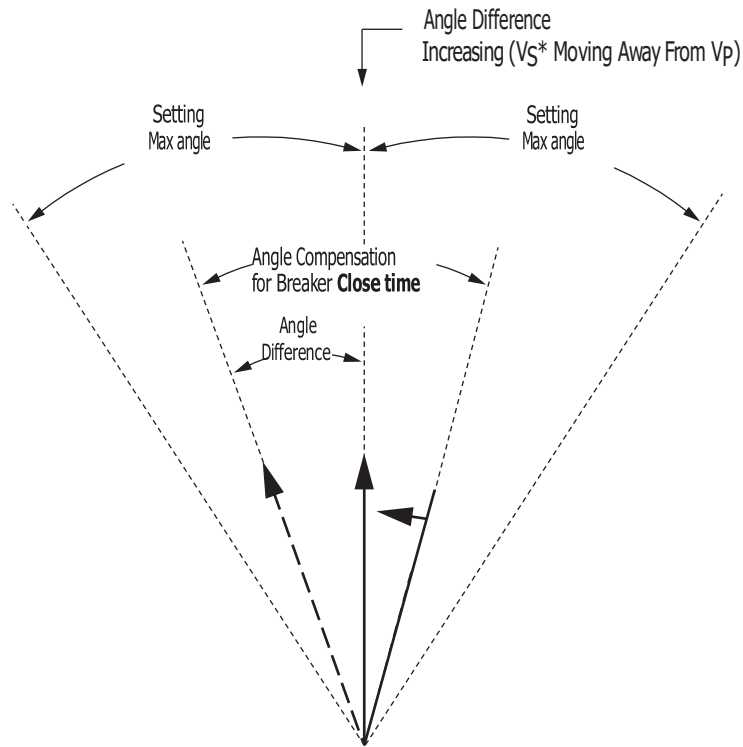 Angle Difference
Increasing (VS* Moving Away From VP)
Setting
Max angle
Setting
Max angle
Angle Compensation
for Breaker Close time
Angle
Difference